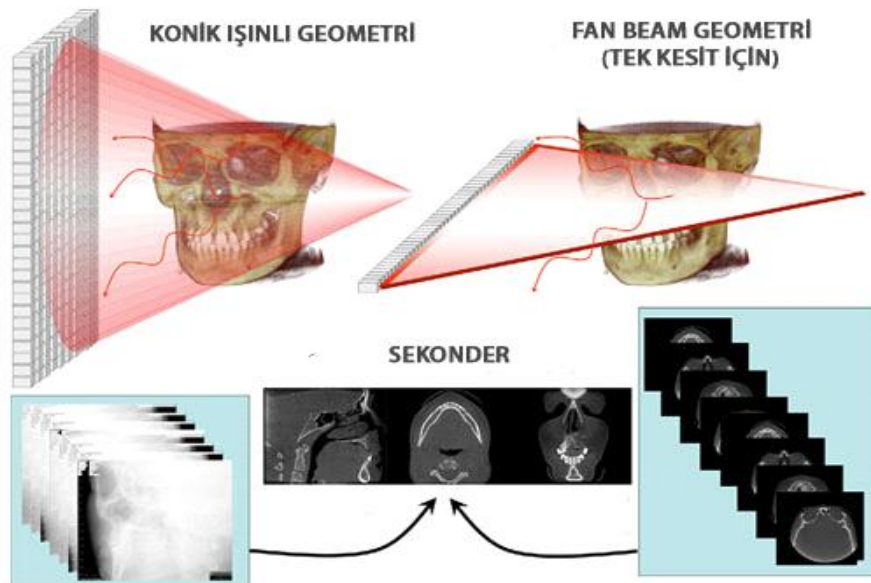 KONİK IŞINLI GEOMETRİ
FAN BEAM GEOMETRİ
(TEK KESİT İÇİN)
SEKONDER